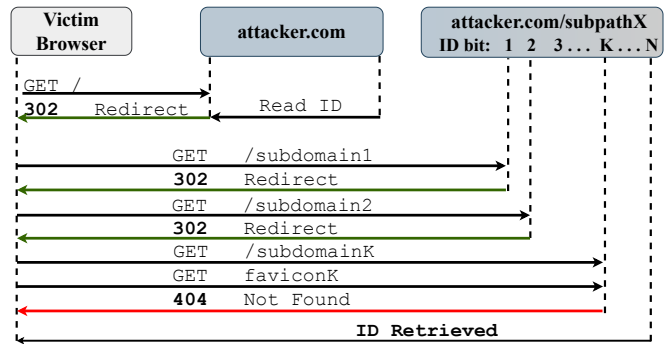 Victim
Browser
attacker.com
attacker.com/subpathX
ID bit: 1 2 3... K... N
GET /
302 Redirect
Read ID
GET /subdomain1
302 Redirect
GET /subdomain2
302 Redirect
GET /subdomainK
GET faviconK
404 Not Found
ID Retrieved